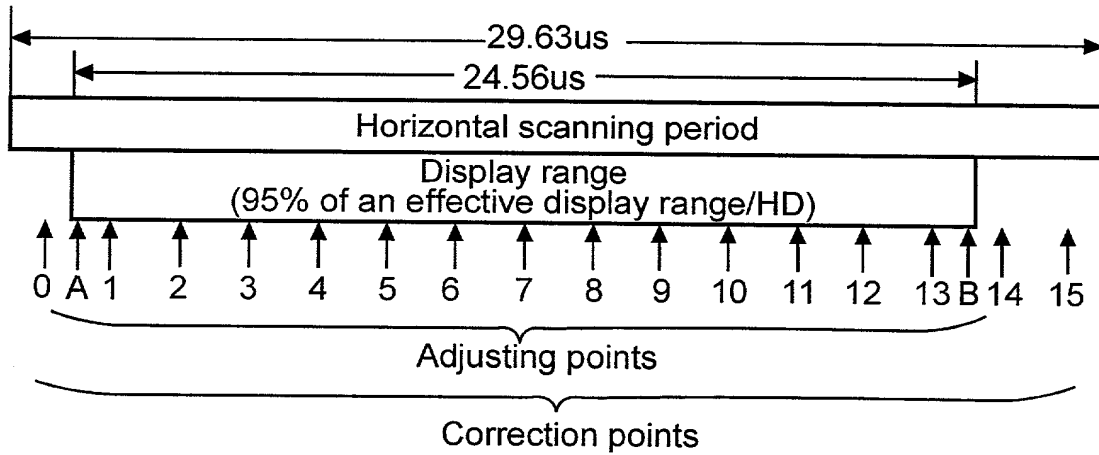 29.63us
24.56us
Horizontal scanning period
Display range
(95% of an effective display range/HD)
0 A 1 2 3 4 5 6 7 8 9 10 11 12 13 B 14 15
Adjusting points
Correction points